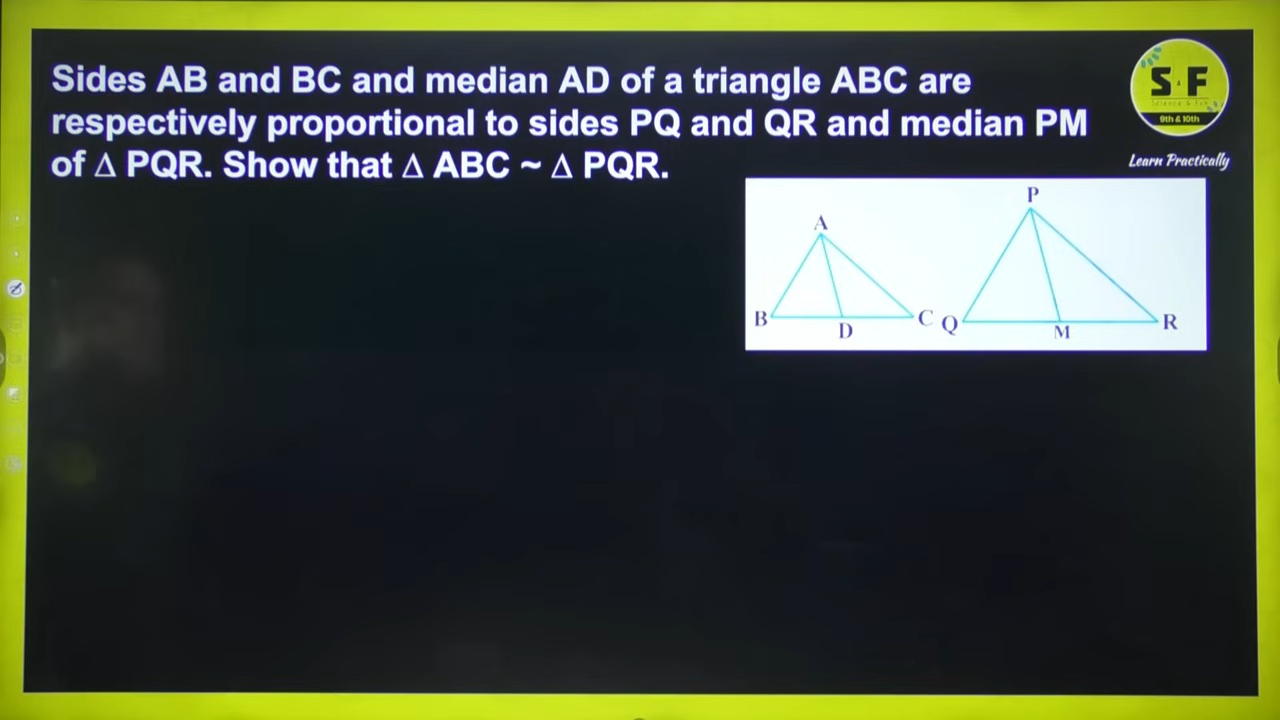 Sides AB and BC and median AD of a triangle ABC are
respectively proportional to sides PQ and QR and median PM
of Δ PQR. Show that Δ ABC ~ Δ PQR.
S F
9th & 10th
Learn Practically
P
A
B
D
C
Q
M
R